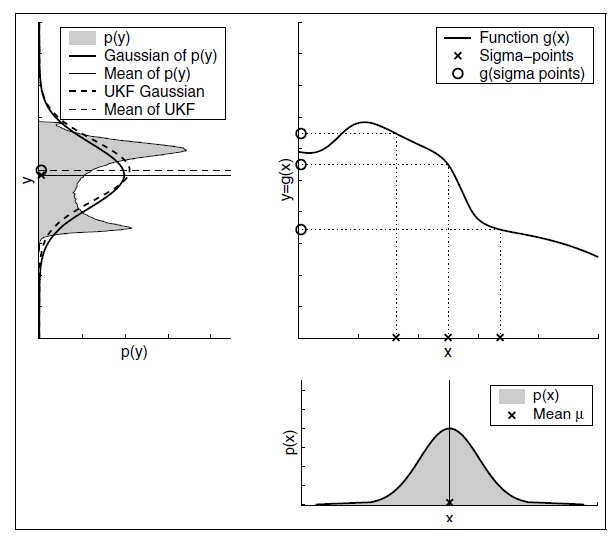 p(y)
Gaussian of p(y)
Mean of p(y)
UKF Gaussian
Mean of UKF
y
p(y)
Function g(x)
Sigma–points
g(sigma points)
y=g(x)
x
p(x)
Mean μ
p(x)
x